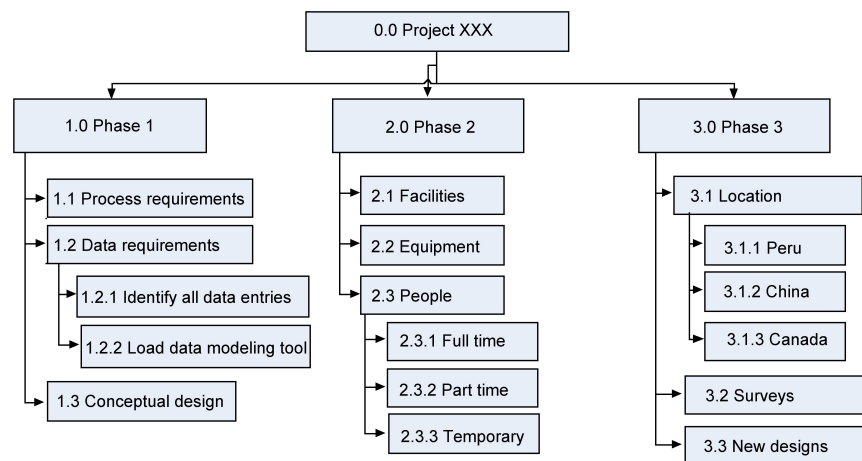 0.0 Project XXX
1.0 Phase 1
1.1 Process requirements
1.2 Data requirements
1.2.1 Identify all data entries
1.2.2 Load data modeling tool
1.3 Conceptual design
2.0 Phase 2
2.1 Facilities
2.2 Equipment
2.3 People
2.3.1 Full time
2.3.2 Part time
2.3.3 Temporary
3.0 Phase 3
3.1 Location
3.1.1 Peru
3.1.2 China
3.1.3 Canada
3.2 Surveys
3.3 New designs